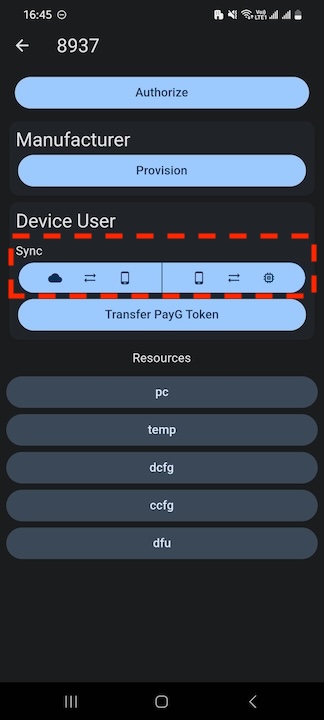 16:45
8937
Authorize
Manufacturer
Provision
Device User
Sync
Transfer PayG Token
Resources
pc
temp
dcfg
ccfg
dfu